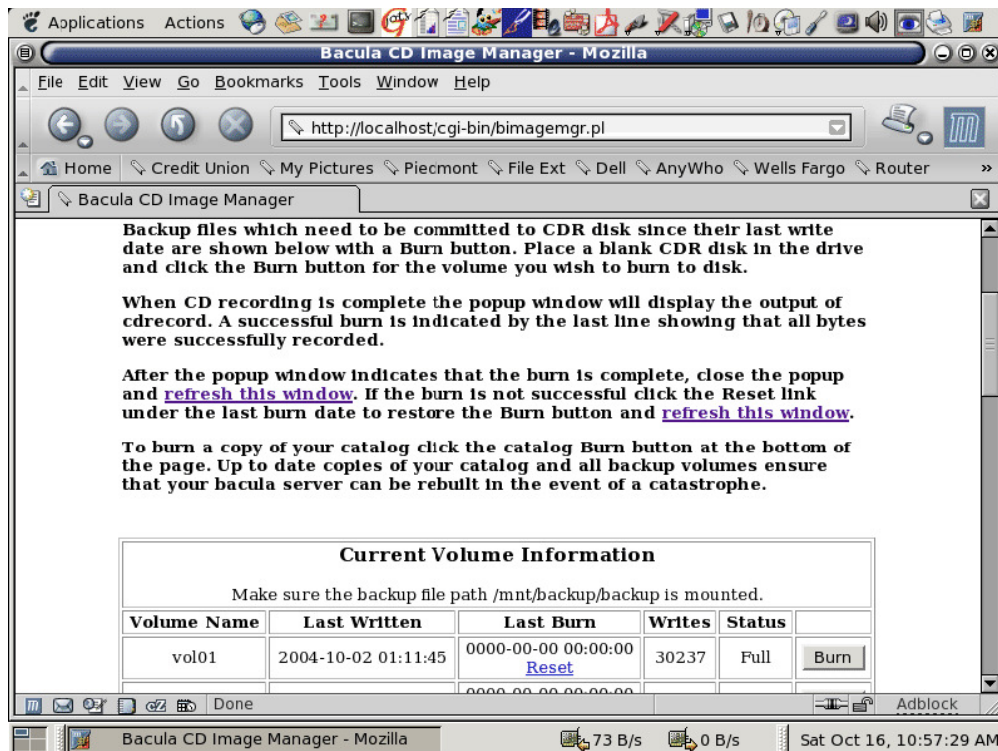 Applications Actions
Bacula CD Image Manager - Mozilla
File Edit View Go Bookmarks Tools Window Help
http://localhost/cgi-bin/bimagemgr.pl
Home Credit Union My Pictures Piedmont File Ext Dell AnyWho Wells Fargo Router »
Bacula CD Image Manager
Backup files which need to be committed to CDR disk since their last write
date are shown below with a Burn button. Place a blank CDR disk in the drive
and click the Burn button for the volume you wish to burn to disk.
When CD recording is complete the popup window will display the output of
cdrecord. A successful burn is indicated by the last line showing that all bytes
were successfully recorded.
After the popup window indicates that the burn is complete, close the popup
and refresh this window. If the burn is not successful click the Reset link
under the last burn date to restore the Burn button and refresh this window.
To burn a copy of your catalog click the catalog Burn button at the bottom of
the page. Up to date copies of your catalog and all backup volumes ensure
that your bacula server can be rebuilt in the event of a catastrophe.
Current Volume Information
Make sure the backup file path /mnt/backup/backup is mounted.
Volume Name Last Written Last Burn Writes Status
vol01 2004-10-02 01:11:45 0000-00-00 00:00:00 30237 Full Burn
Reset
0000-00-00 00:00:00
Done Adblock
Bacula CD Image Manager - Mozilla 73 B/s 0 B/s Sat Oct 16, 10:57:29 AM